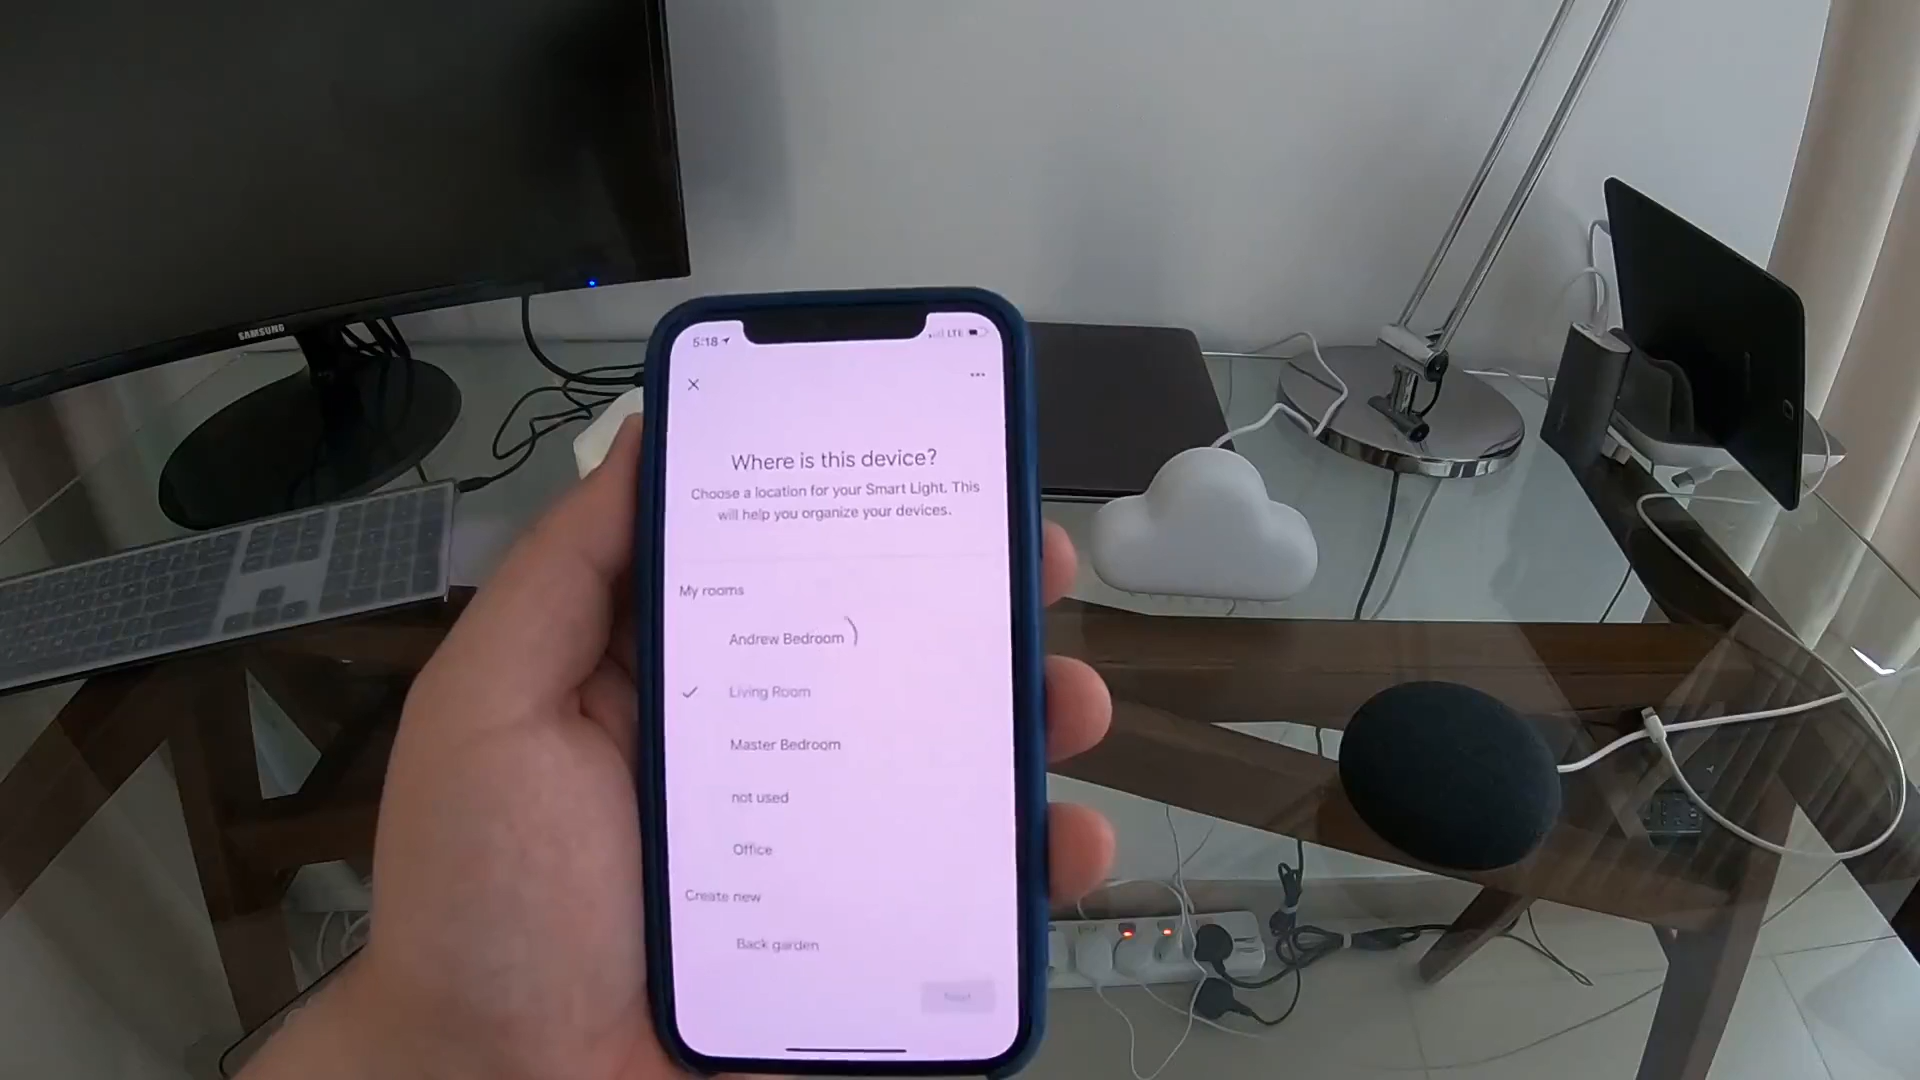 SAMSUNG
5:18
LTE
Where is this device?
Choose a location for your Smart Light. This
will help you organize your devices.
My rooms
Andrew Bedroom
Living Room
Master Bedroom
not used
Office
Create new
Back garden
Next